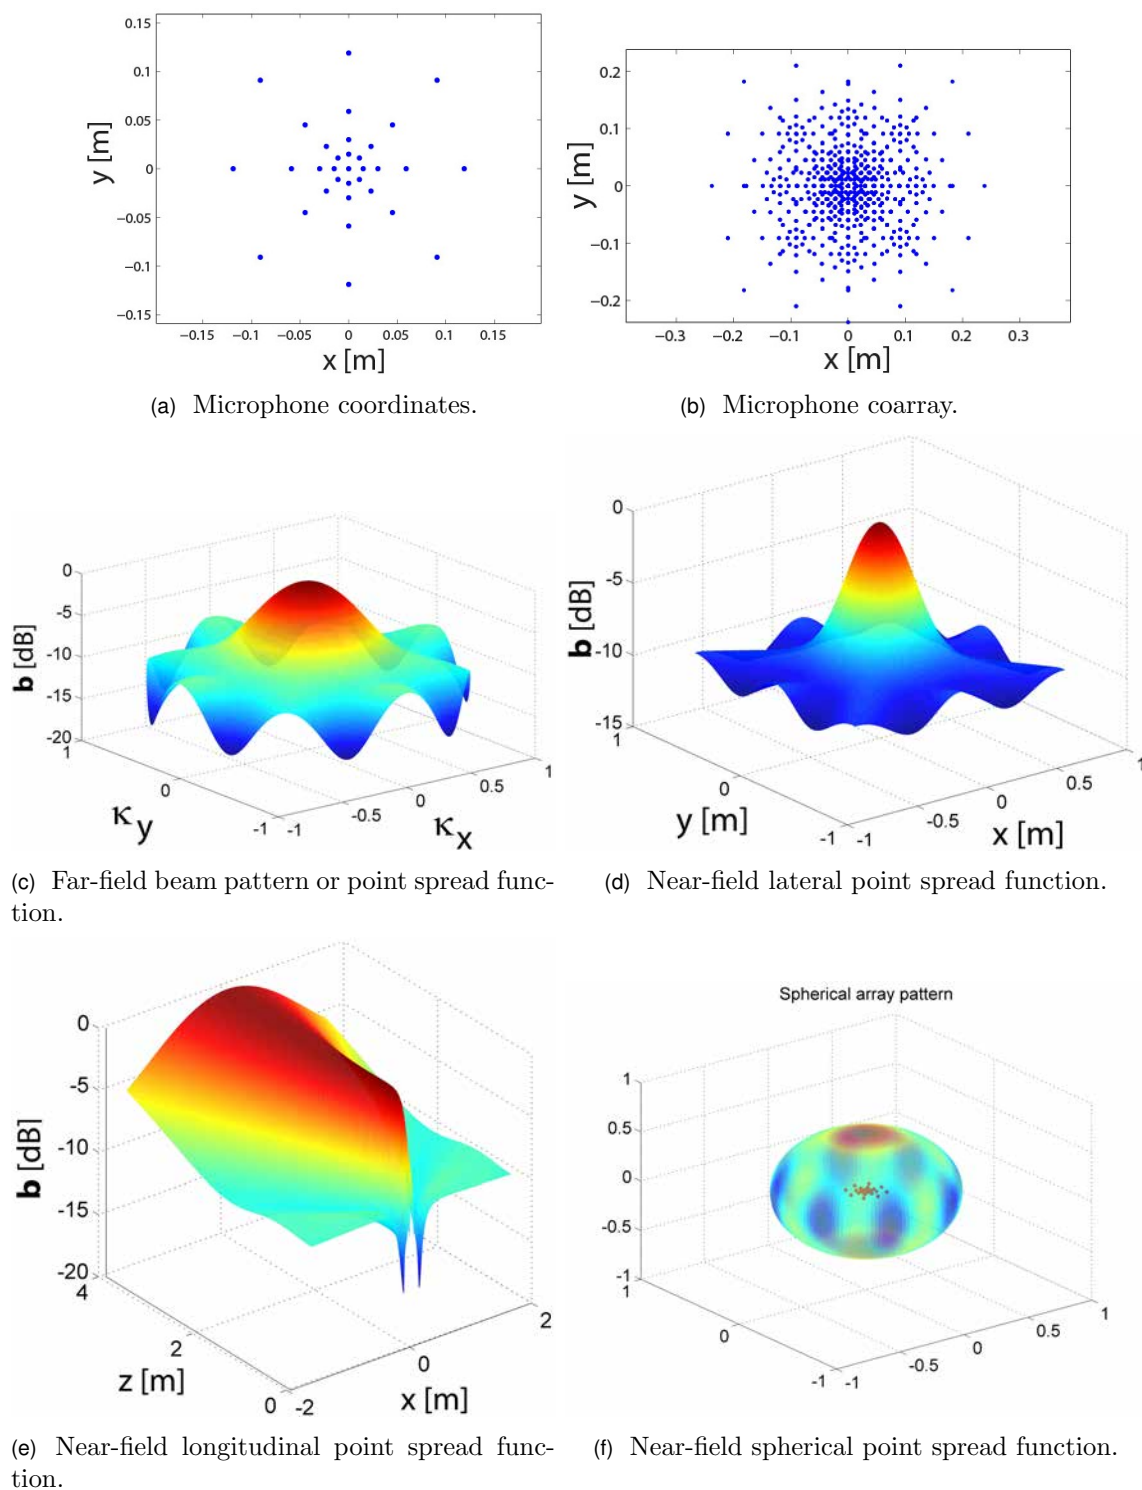 0.15
0.1
0.05
0
−0.05
−0.1
−0.15
y [m]
−0.15 −0.1 −0.05 0 0.05 0.1 0.15
x [m]
(a) Microphone coordinates.
0.2
0.1
0
−0.1
−0.2
y [m]
−0.3 −0.2 −0.1 0 0.1 0.2 0.3
x [m]
(b) Microphone coarray.
0
-5
-10
-15
-20
b [dB]
1
0
-1
κy
-1 -0.5 0 0.5 1
κx
(c) Far-field beam pattern or point spread func-
tion.
0
-5
-10
-15
b [dB]
1
0
-1
y [m]
-1 -0.5 0 0.5 1
x [m]
(d) Near-field lateral point spread function.
0
-5
-10
-15
-20
b [dB]
4
2
0
z [m]
-2 0 2
x [m]
(e) Near-field longitudinal point spread func-
tion.
Spherical array pattern
1
0.5
0
-0.5
-1
1
0
-1
-1 -0.5 0 0.5 1
(f) Near-field spherical point spread function.